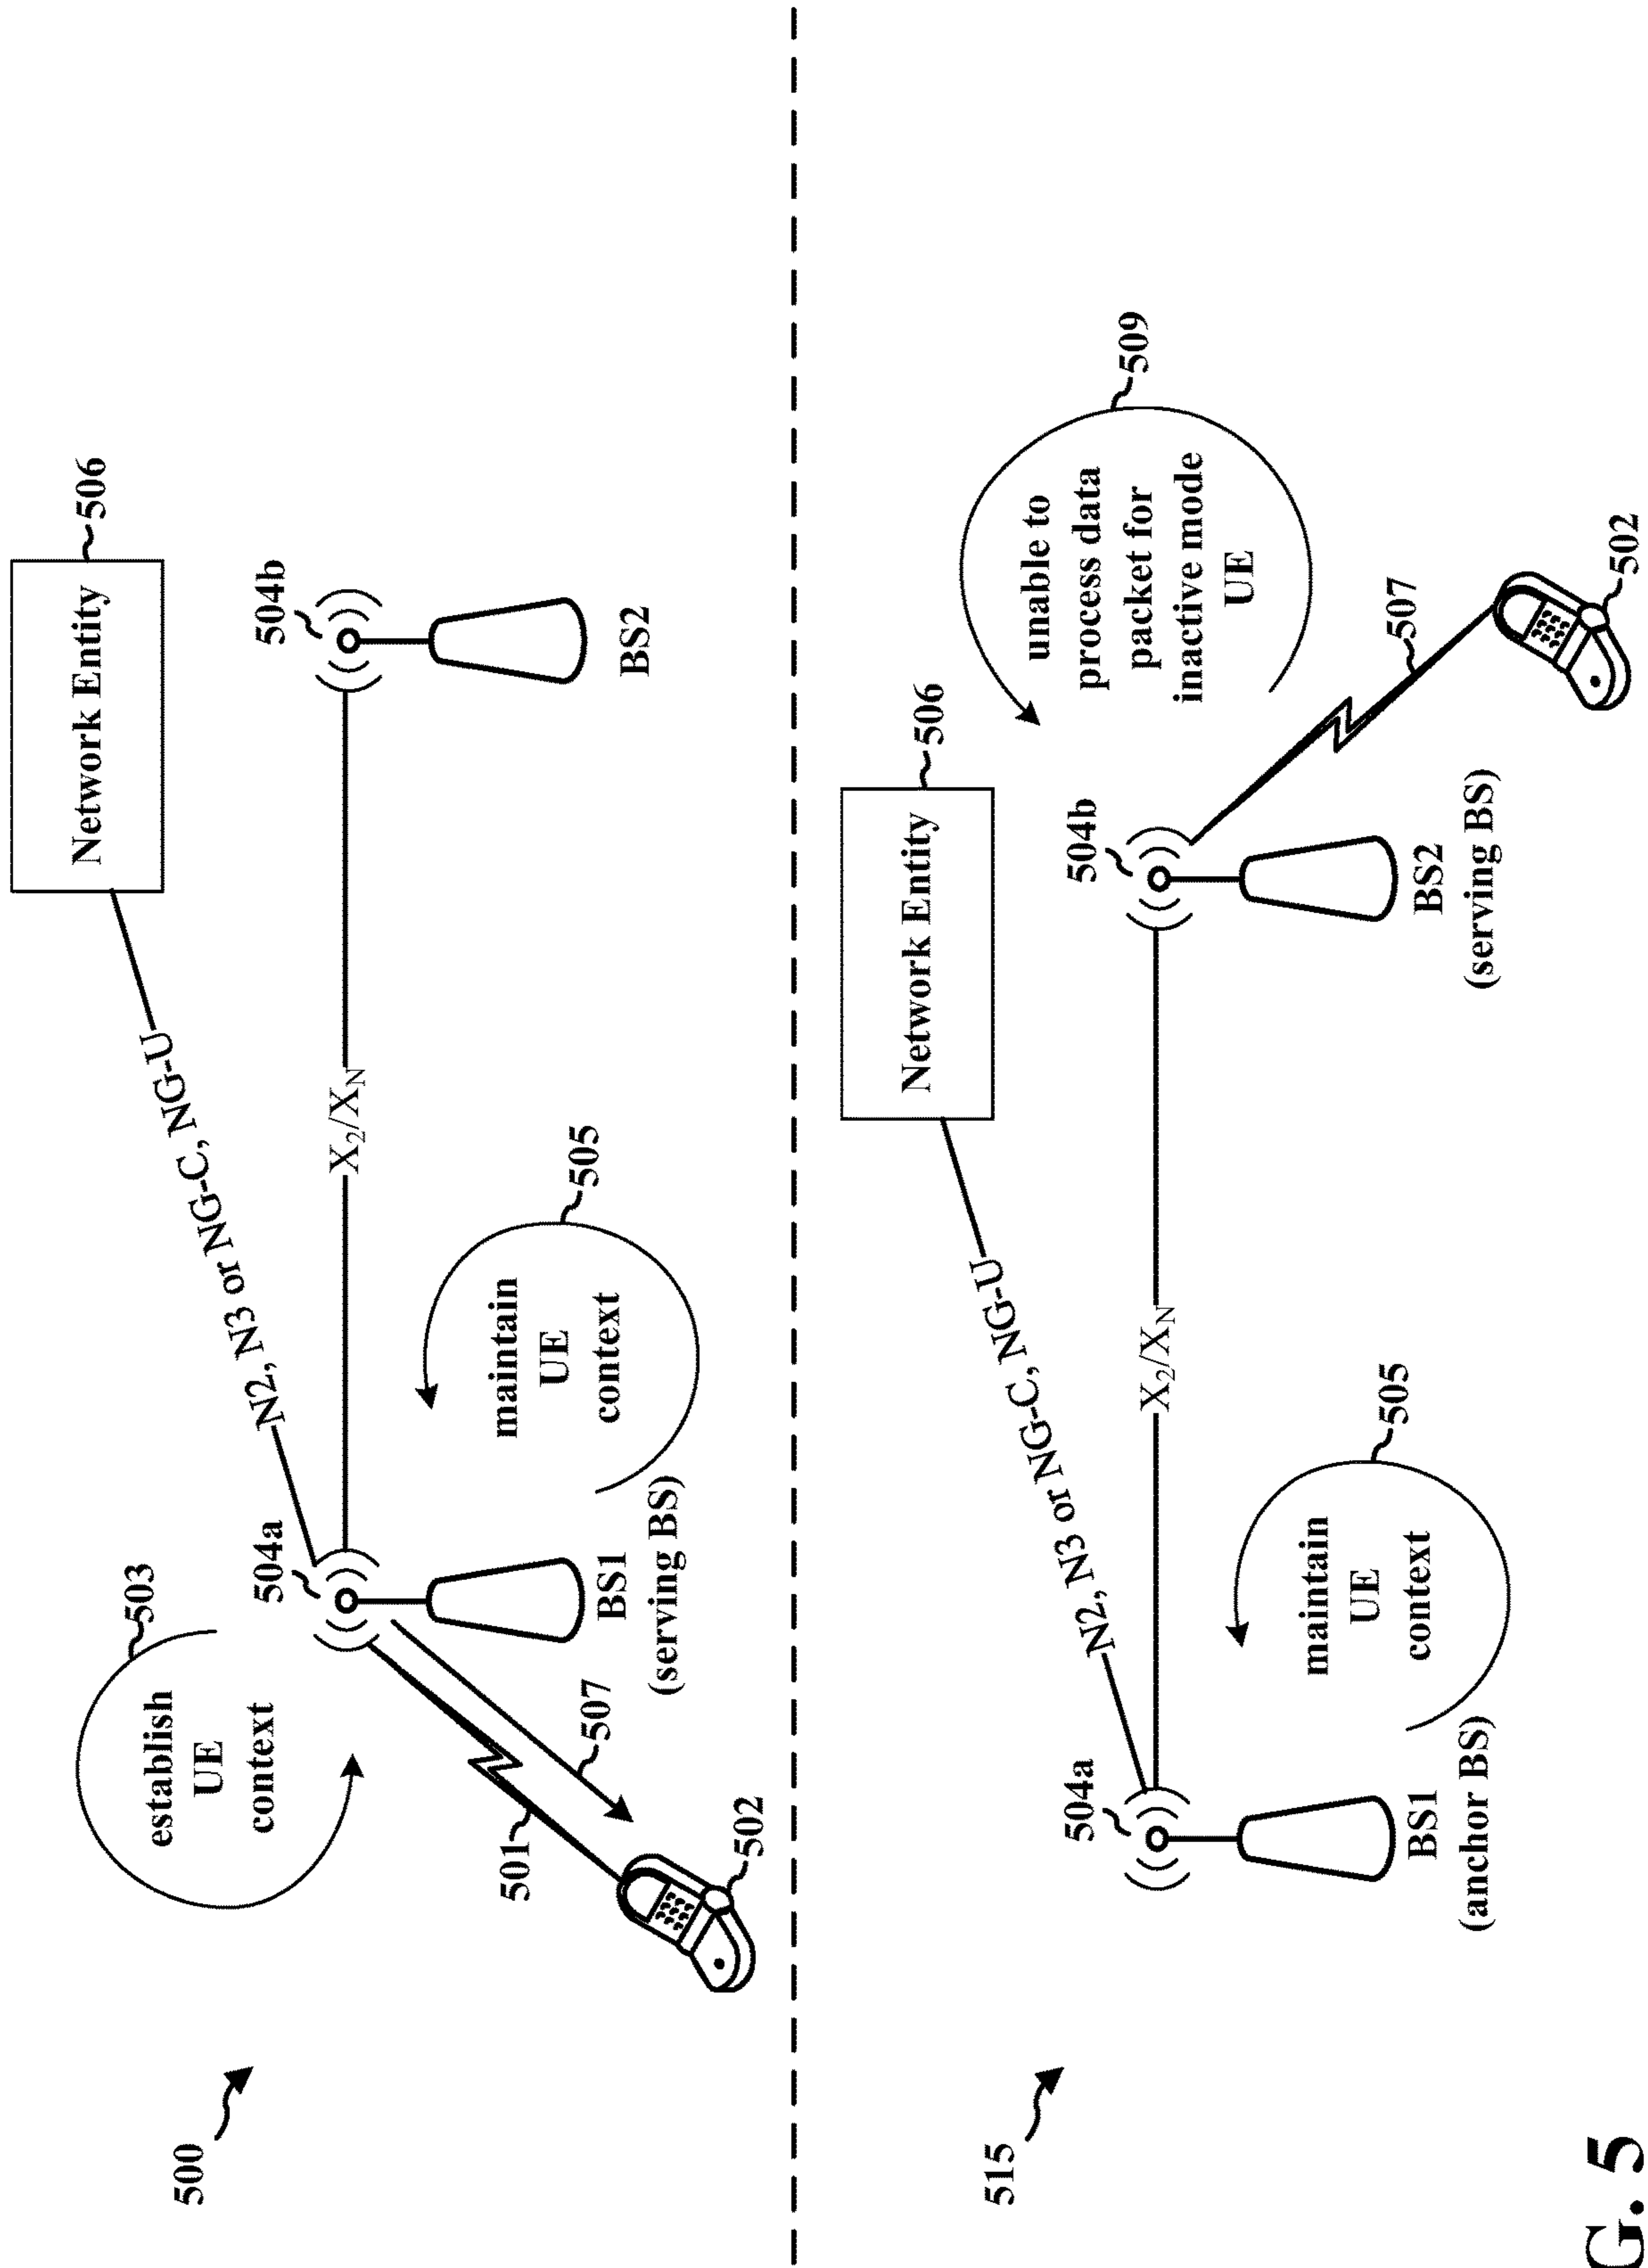 500
establish
UE
context
503
504a
N2, N3 or NG-C, NG-U
Network Entity
506
X2/XN
504b
BS2
501
507
502
BS1
(serving BS)
maintain
UE
context
505
515
504a
N2, N3 or NG-C, NG-U
Network Entity
506
X2/XN
504b
BS1
(anchor BS)
maintain
UE
context
505
BS2
(serving BS)
unable to
process data
packet for
inactive mode
UE
509
507
502
G. 5